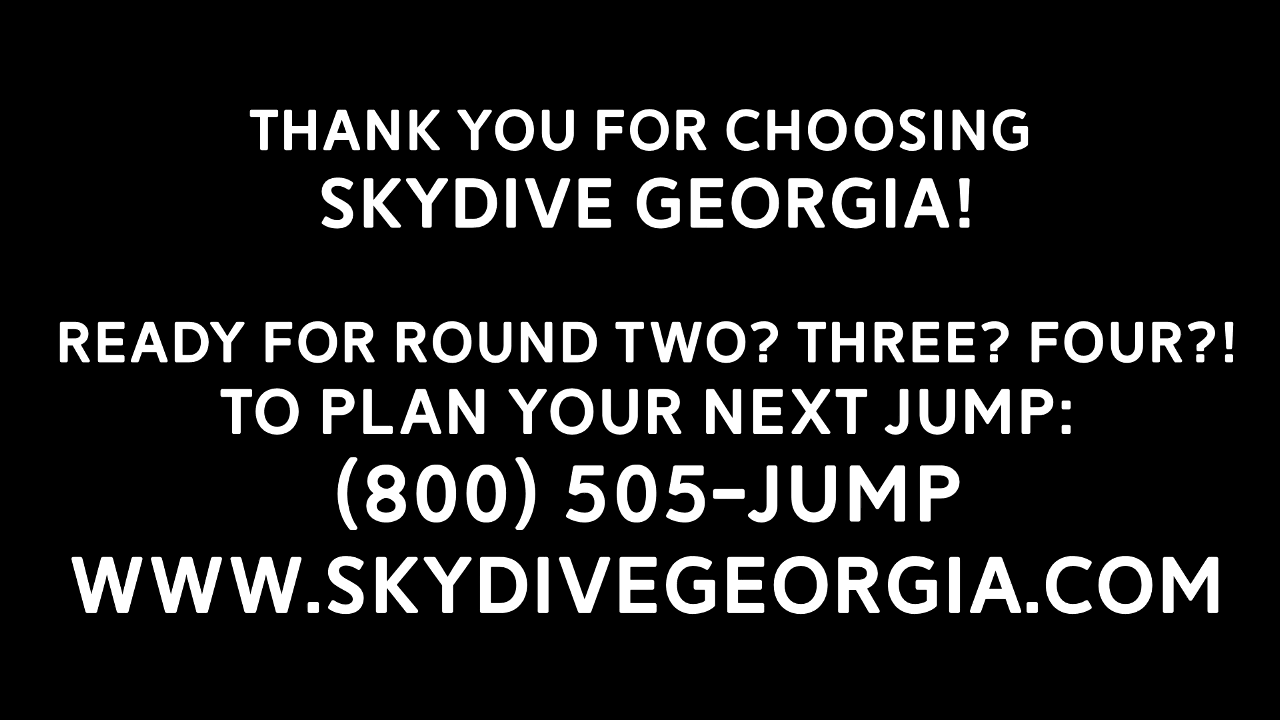 THANK YOU FOR CHOOSING
SKYDIVE GEORGIA!
READY FOR ROUND TWO? THREE? FOUR?!
TO PLAN YOUR NEXT JUMP:
(800) 505-JUMP
WWW.SKYDIVEGEORGIA.COM